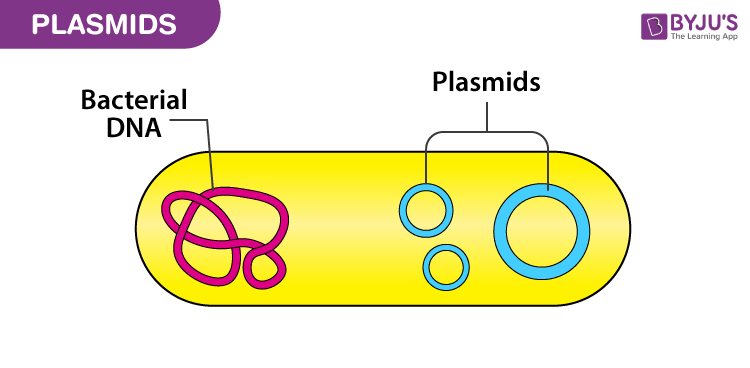 PLASMIDS
BYJU'S
The Learning App
Plasmids
Bacterial
DNA